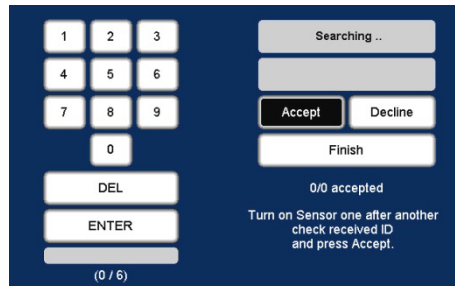 1 2 3
4 5 6
7 8 9
0
DEL
ENTER
(0 / 6)
Searching ..
Accept Decline
Finish
0/0 accepted
Turn on Sensor one after another
check received ID
and press Accept.